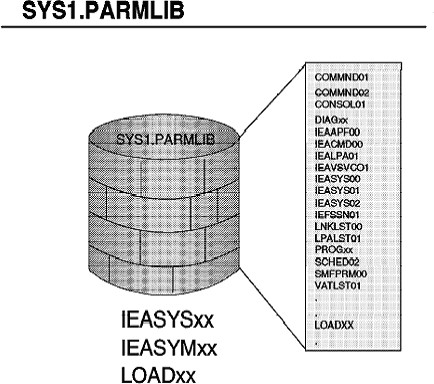 SYS1.PARMLIB
SYS1.PARMLIB
COMMND01
COMMND02
CONSOL01
DIAGxx
IEAAPF00
IEACMD00
IEALPA01
IEAVSVCO1
IEASYS00
IEASYS01
IEASYS02
IEFSSN01
LNKLST00
LPALST01
PROGxx
SCHED02
SMFPRM00
VATLST01
.
.
LOADXX
.
IEASYSxx
IEASYMxx
LOADxx